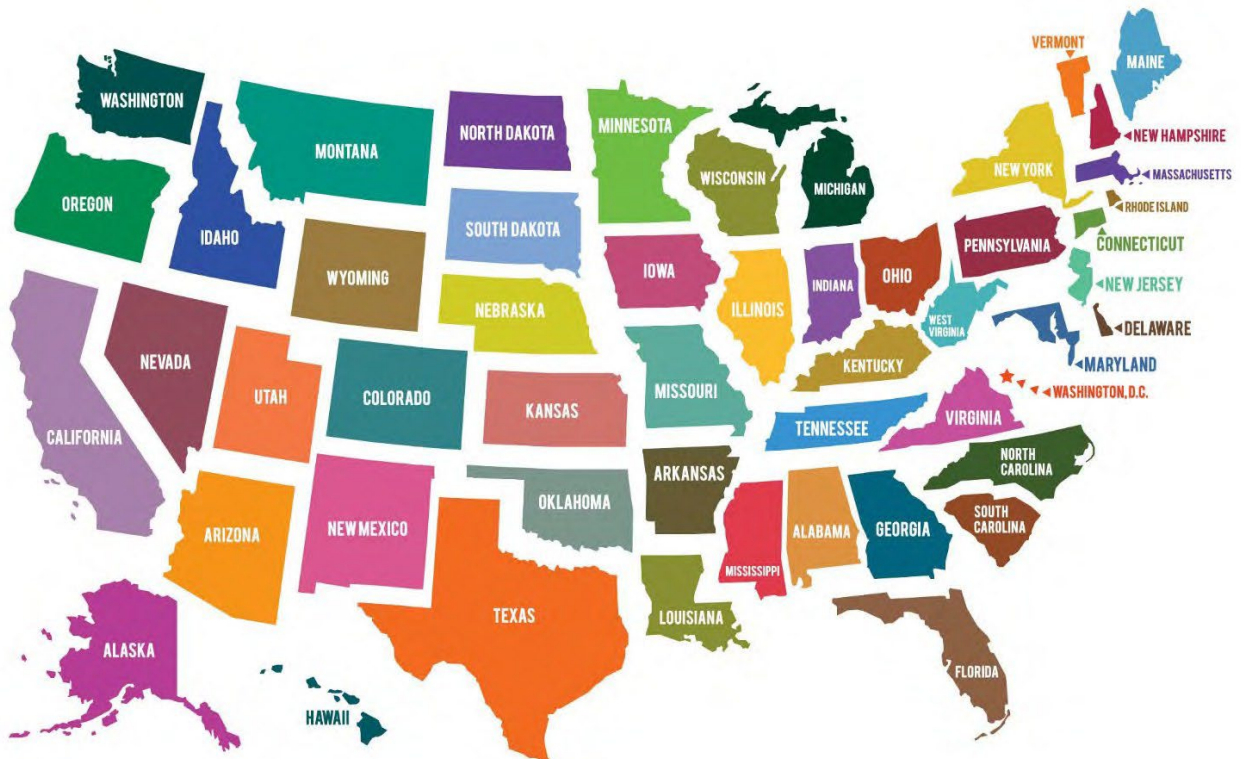 VERMONT
MAINE
WASHINGTON
NORTH DAKOTA
MINNESOTA
MONTANA
NEW HAMPSHIRE
NEW YORK
WISCONSIN
MICHIGAN
MASSACHUSETTS
OREGON
RHODE ISLAND
IDAHO
SOUTH DAKOTA
CONNECTICUT
PENNSYLVANIA
IOWA
OHIO
WYOMING
INDIANA
NEW JERSEY
NEBRASKA
ILLINOIS
WEST
VIRGINIA
DELAWARE
NEVADA
KENTUCKY
MARYLAND
UTAH
COLORADO
MISSOURI
WASHINGTON, D.C.
KANSAS
VIRGINIA
TENNESSEE
CALIFORNIA
NORTH
CAROLINA
ARKANSAS
OKLAHOMA
SOUTH
CAROLINA
ARIZONA
NEW MEXICO
ALABAMA
GEORGIA
MISSISSIPPI
TEXAS
LOUISIANA
ALASKA
FLORIDA
HAWAII